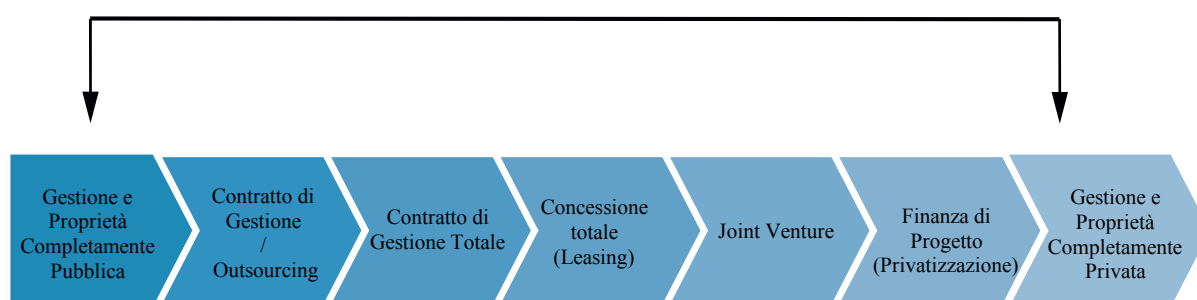 Gestione e
Proprietà
Completamente
Pubblica
Contratto di
Gestione
/
Outsourcing
Contratto di
Gestione Totale
Concessione
totale
(Leasing)
Joint Venture
Finanza di
Progetto
(Privatizzazione)
Gestione e
Proprietà
Completamente
Privata